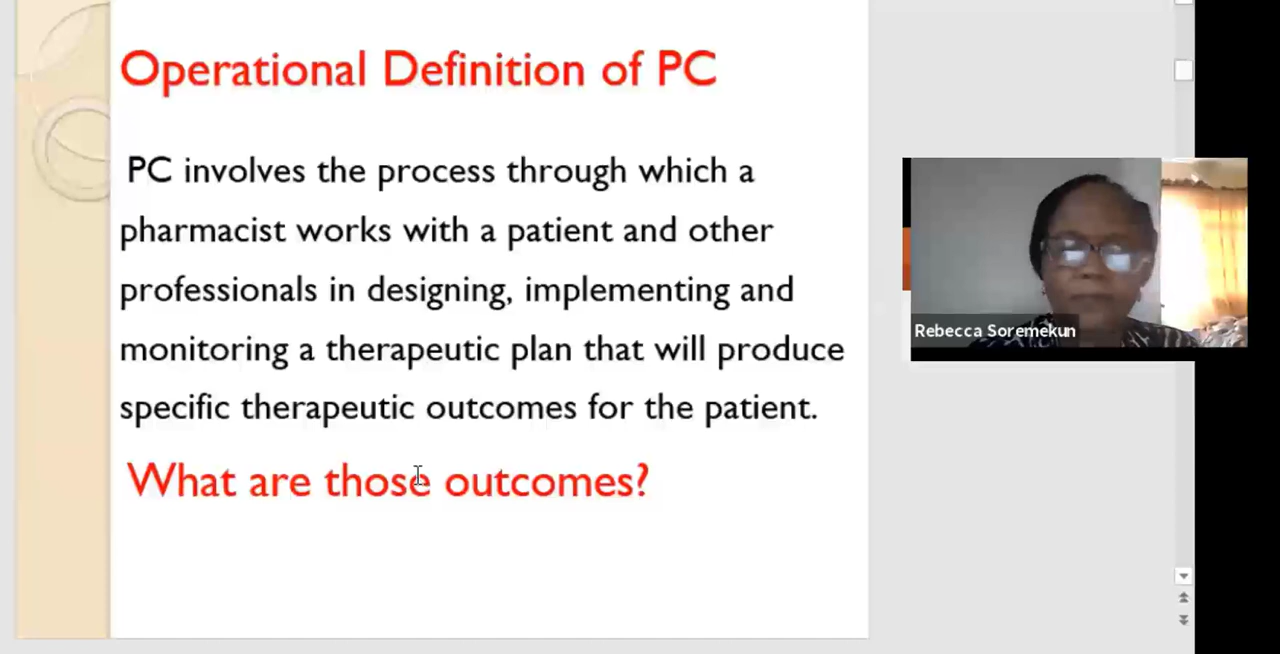 Operational Definition of PC
PC involves the process through which a
pharmacist works with a patient and other
professionals in designing, implementing and
monitoring a therapeutic plan that will produce
specific therapeutic outcomes for the patient.
What are those outcomes?
Rebecca Soremekun